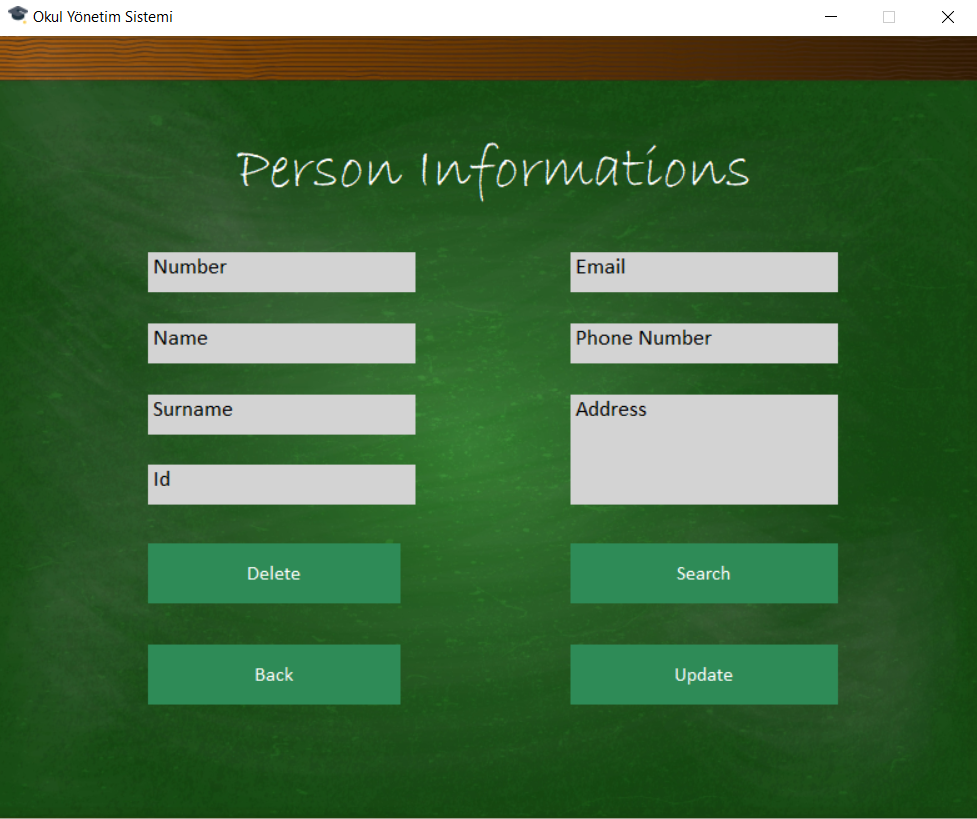 Okul Yönetim Sistemi
Person Informations
Number
Email
Name
Phone Number
Surname
Address
Id
Delete
Search
Back
Update